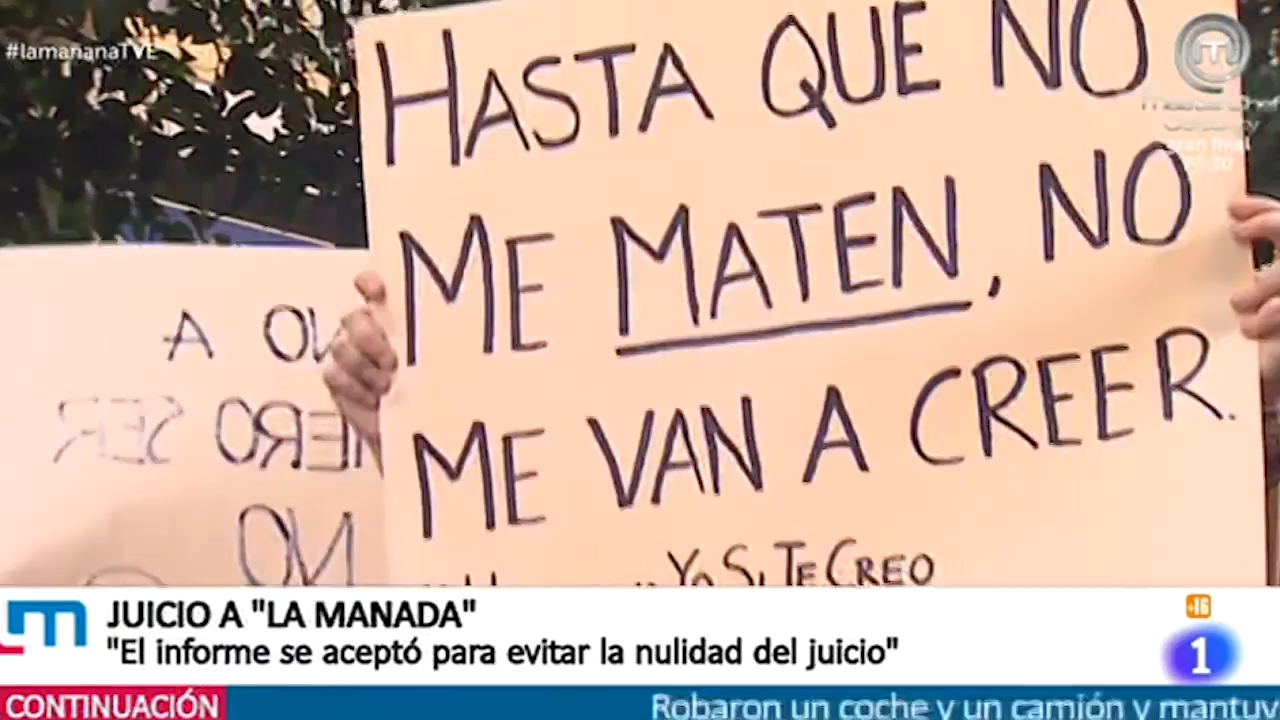 #lamañanaTVE
HASTA QUE NO
ME MATEN, NO
ME VAN A CREER.
Yo Si Te Creo
JUICIO A "LA MANADA"
"El informe se aceptó para evitar la nulidad del juicio"
+16
1
CONTINUACIÓN
Robaron un coche y un camión y mantuv